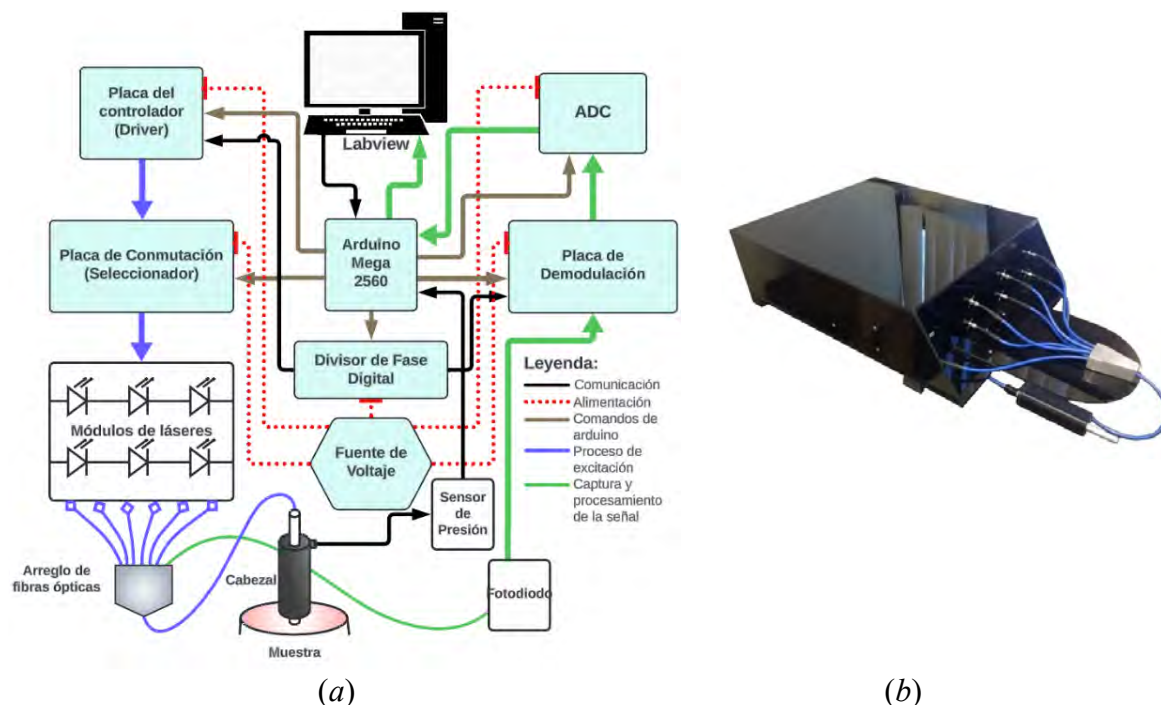 Placa del
controlador
(Driver)
Labview
ADC
Placa de Conmutación
(Seleccionador)
Arduino
Mega
2560
Placa de
Demodulación
Divisor de Fase
Digital
Leyenda:
Comunicación
Alimentación
Comandos de
arduino
Proceso de
excitación
Captura y
procesamiento
de la señal
Módulos de láseres
Fuente de
Voltaje
Sensor
de
Presión
Arreglo de
fibras ópticas
Cabezal
Fotodiodo
Muestra
(a)
(b)